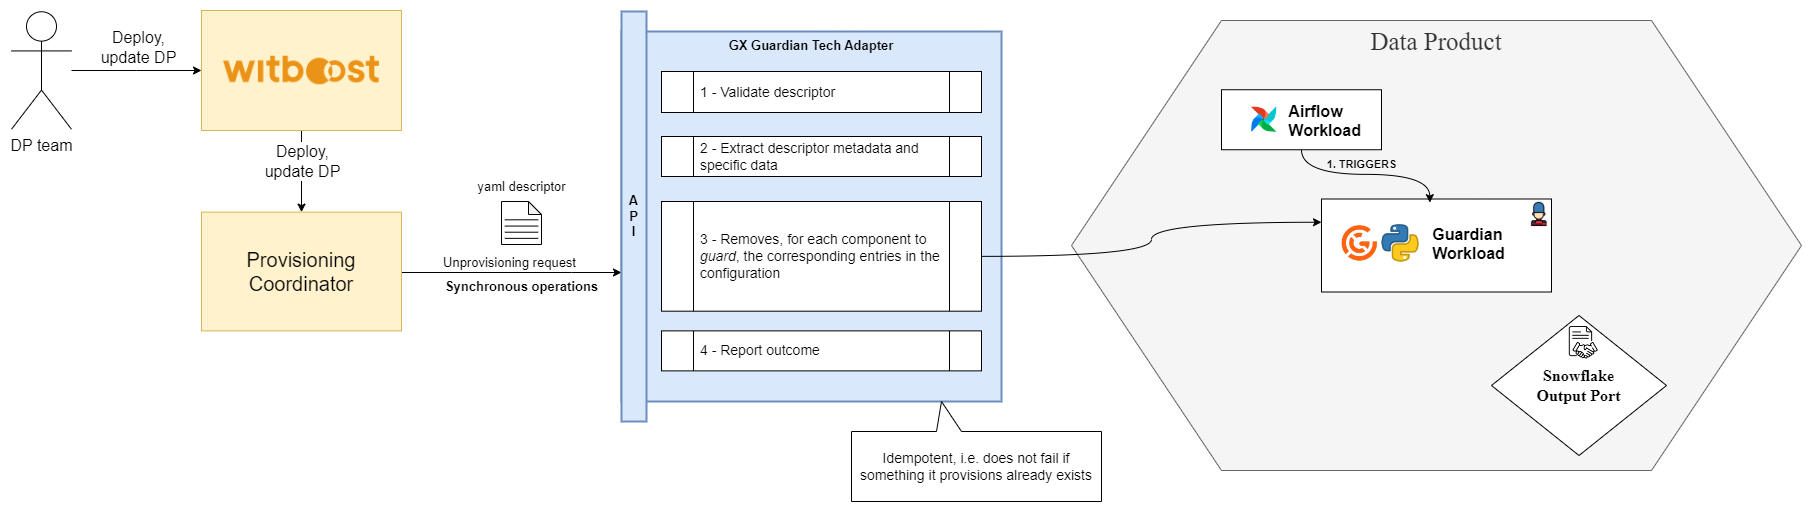 Deploy,
update DP
DP team
witboost
Deploy,
update DP
Provisioning
Coordinator
yaml descriptor
Unprovisioning request
Synchronous operations
A
P
I
GX Guardian Tech Adapter
1 - Validate descriptor
2 - Extract descriptor metadata and
specific data
3 - Removes, for each component to
guard, the corresponding entries in the
configuration
4 - Report outcome
Idempotent, i.e. does not fail if
something it provisions already exists
Data Product
Airflow
Workload
1. TRIGGERS
Guardian
Workload
Snowflake
Output Port